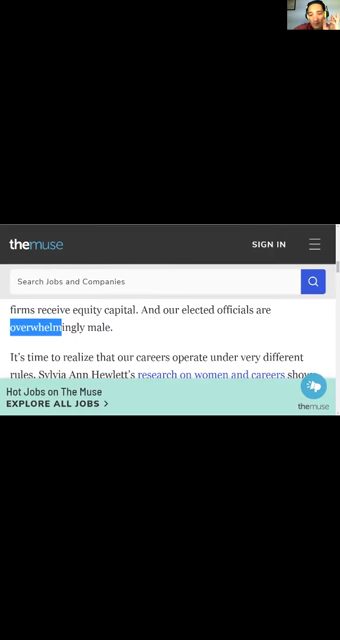 themuse
SIGN IN
Search Jobs and Companies
firms receive equity capital. And our elected officials are
overwhelmingly male.
It's time to realize that our careers operate under very different
rules. Sylvia Ann Hewlett's research on women and careers shows
Hot Jobs on The Muse
EXPLORE ALL JOBS >
themuse